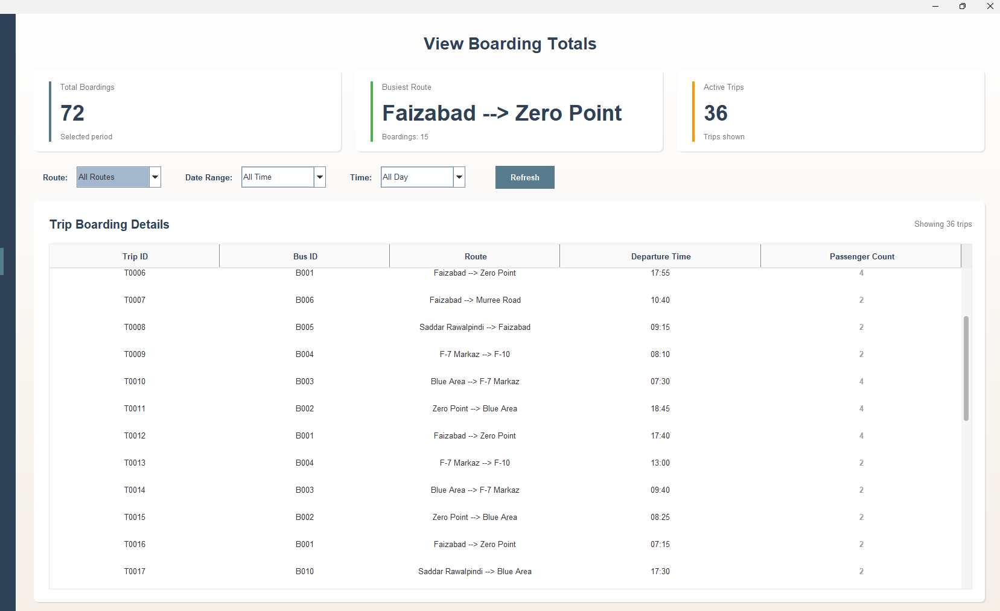 View Boarding Totals
Total Boardings
72
Selected period
Busiest Route
Faizabad --> Zero Point
Boardings: 15
Active Trips
36
Trips shown
Route: All Routes Date Range: All Time Time: All Day Refresh
Trip Boarding Details Showing 36 trips
Trip ID Bus ID Route Departure Time Passenger Count
T0006 B001 Faizabad --> Zero Point 17:55 4
T0007 B006 Faizabad --> Murree Road 10:40 2
T0008 B005 Saddar Rawalpindi --> Faizabad 09:15 2
T0009 B004 F-7 Markaz --> F-10 08:10 2
T0010 B003 Blue Area --> F-7 Markaz 07:30 4
T0011 B002 Zero Point --> Blue Area 18:45 4
T0012 B001 Faizabad --> Zero Point 17:40 4
T0013 B004 F-7 Markaz --> F-10 13:00 2
T0014 B003 Blue Area --> F-7 Markaz 09:40 2
T0015 B002 Zero Point --> Blue Area 08:25 2
T0016 B001 Faizabad --> Zero Point 07:15 2
T0017 B010 Saddar Rawalpindi --> Blue Area 17:30 2